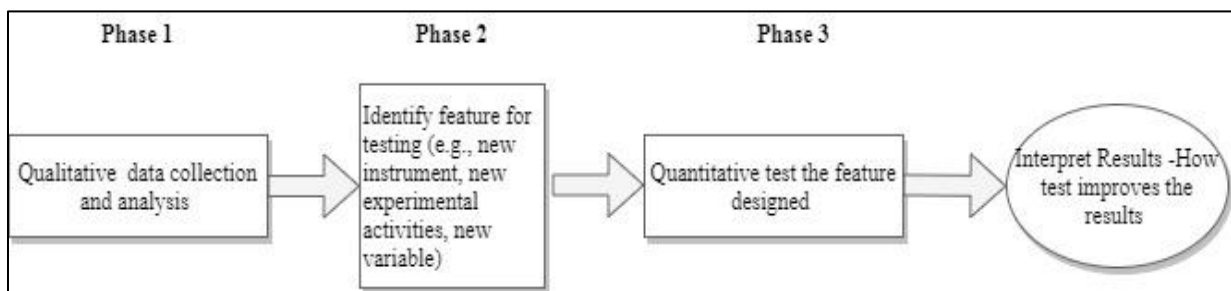 Phase 1
Phase 2
Phase 3
Qualitative data collection
and analysis
Identify feature for
testing (e.g., new
instrument, new
experimental
activities, new
variable)
Quantitative test the feature
designed
Interpret Results -How
test improves the
results